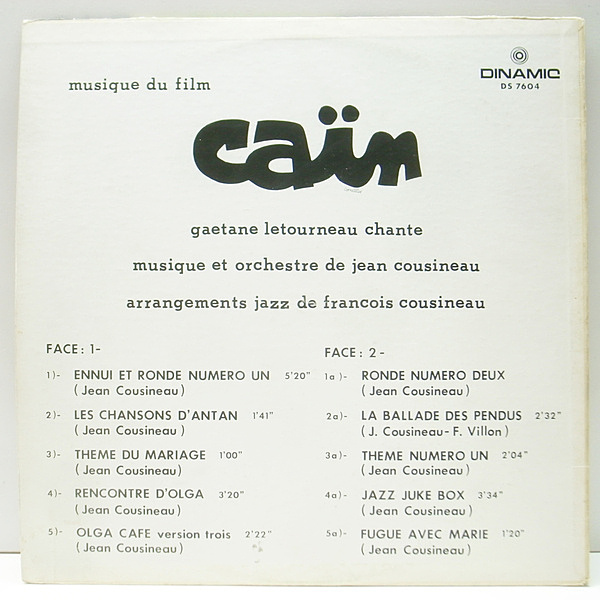 musique du film
DINAMIC
DS 7604
caïn
gaetane letourneau chante
musique et orchestre de jean cousineau
arrangements jazz de francois cousineau
FACE: 1-
1)- ENNUI ET RONDE NUMERO UN 5'20"
(Jean Cousineau)
2)- LES CHANSONS D'ANTAN 1'41"
(Jean Cousineau)
3)- THEME DU MARIAGE 1'00"
(Jean Cousineau)
4)- RENCONTRE D'OLGA 3'20"
(Jean Cousineau)
5)- OLGA CAFE version trois 2'22"
(Jean Cousineau)
FACE: 2-
1a)- RONDE NUMERO DEUX
(Jean Cousineau)
2a)- LA BALLADE DES PENDUS 2'32"
(J. Cousineau-F. Villon)
3a)- THEME NUMERO UN 2'04"
(Jean Cousineau)
4a)- JAZZ JUKE BOX 3'34"
(Jean Cousineau)
5a)- FUGUE AVEC MARIE 1'20"
(Jean Cousineau)